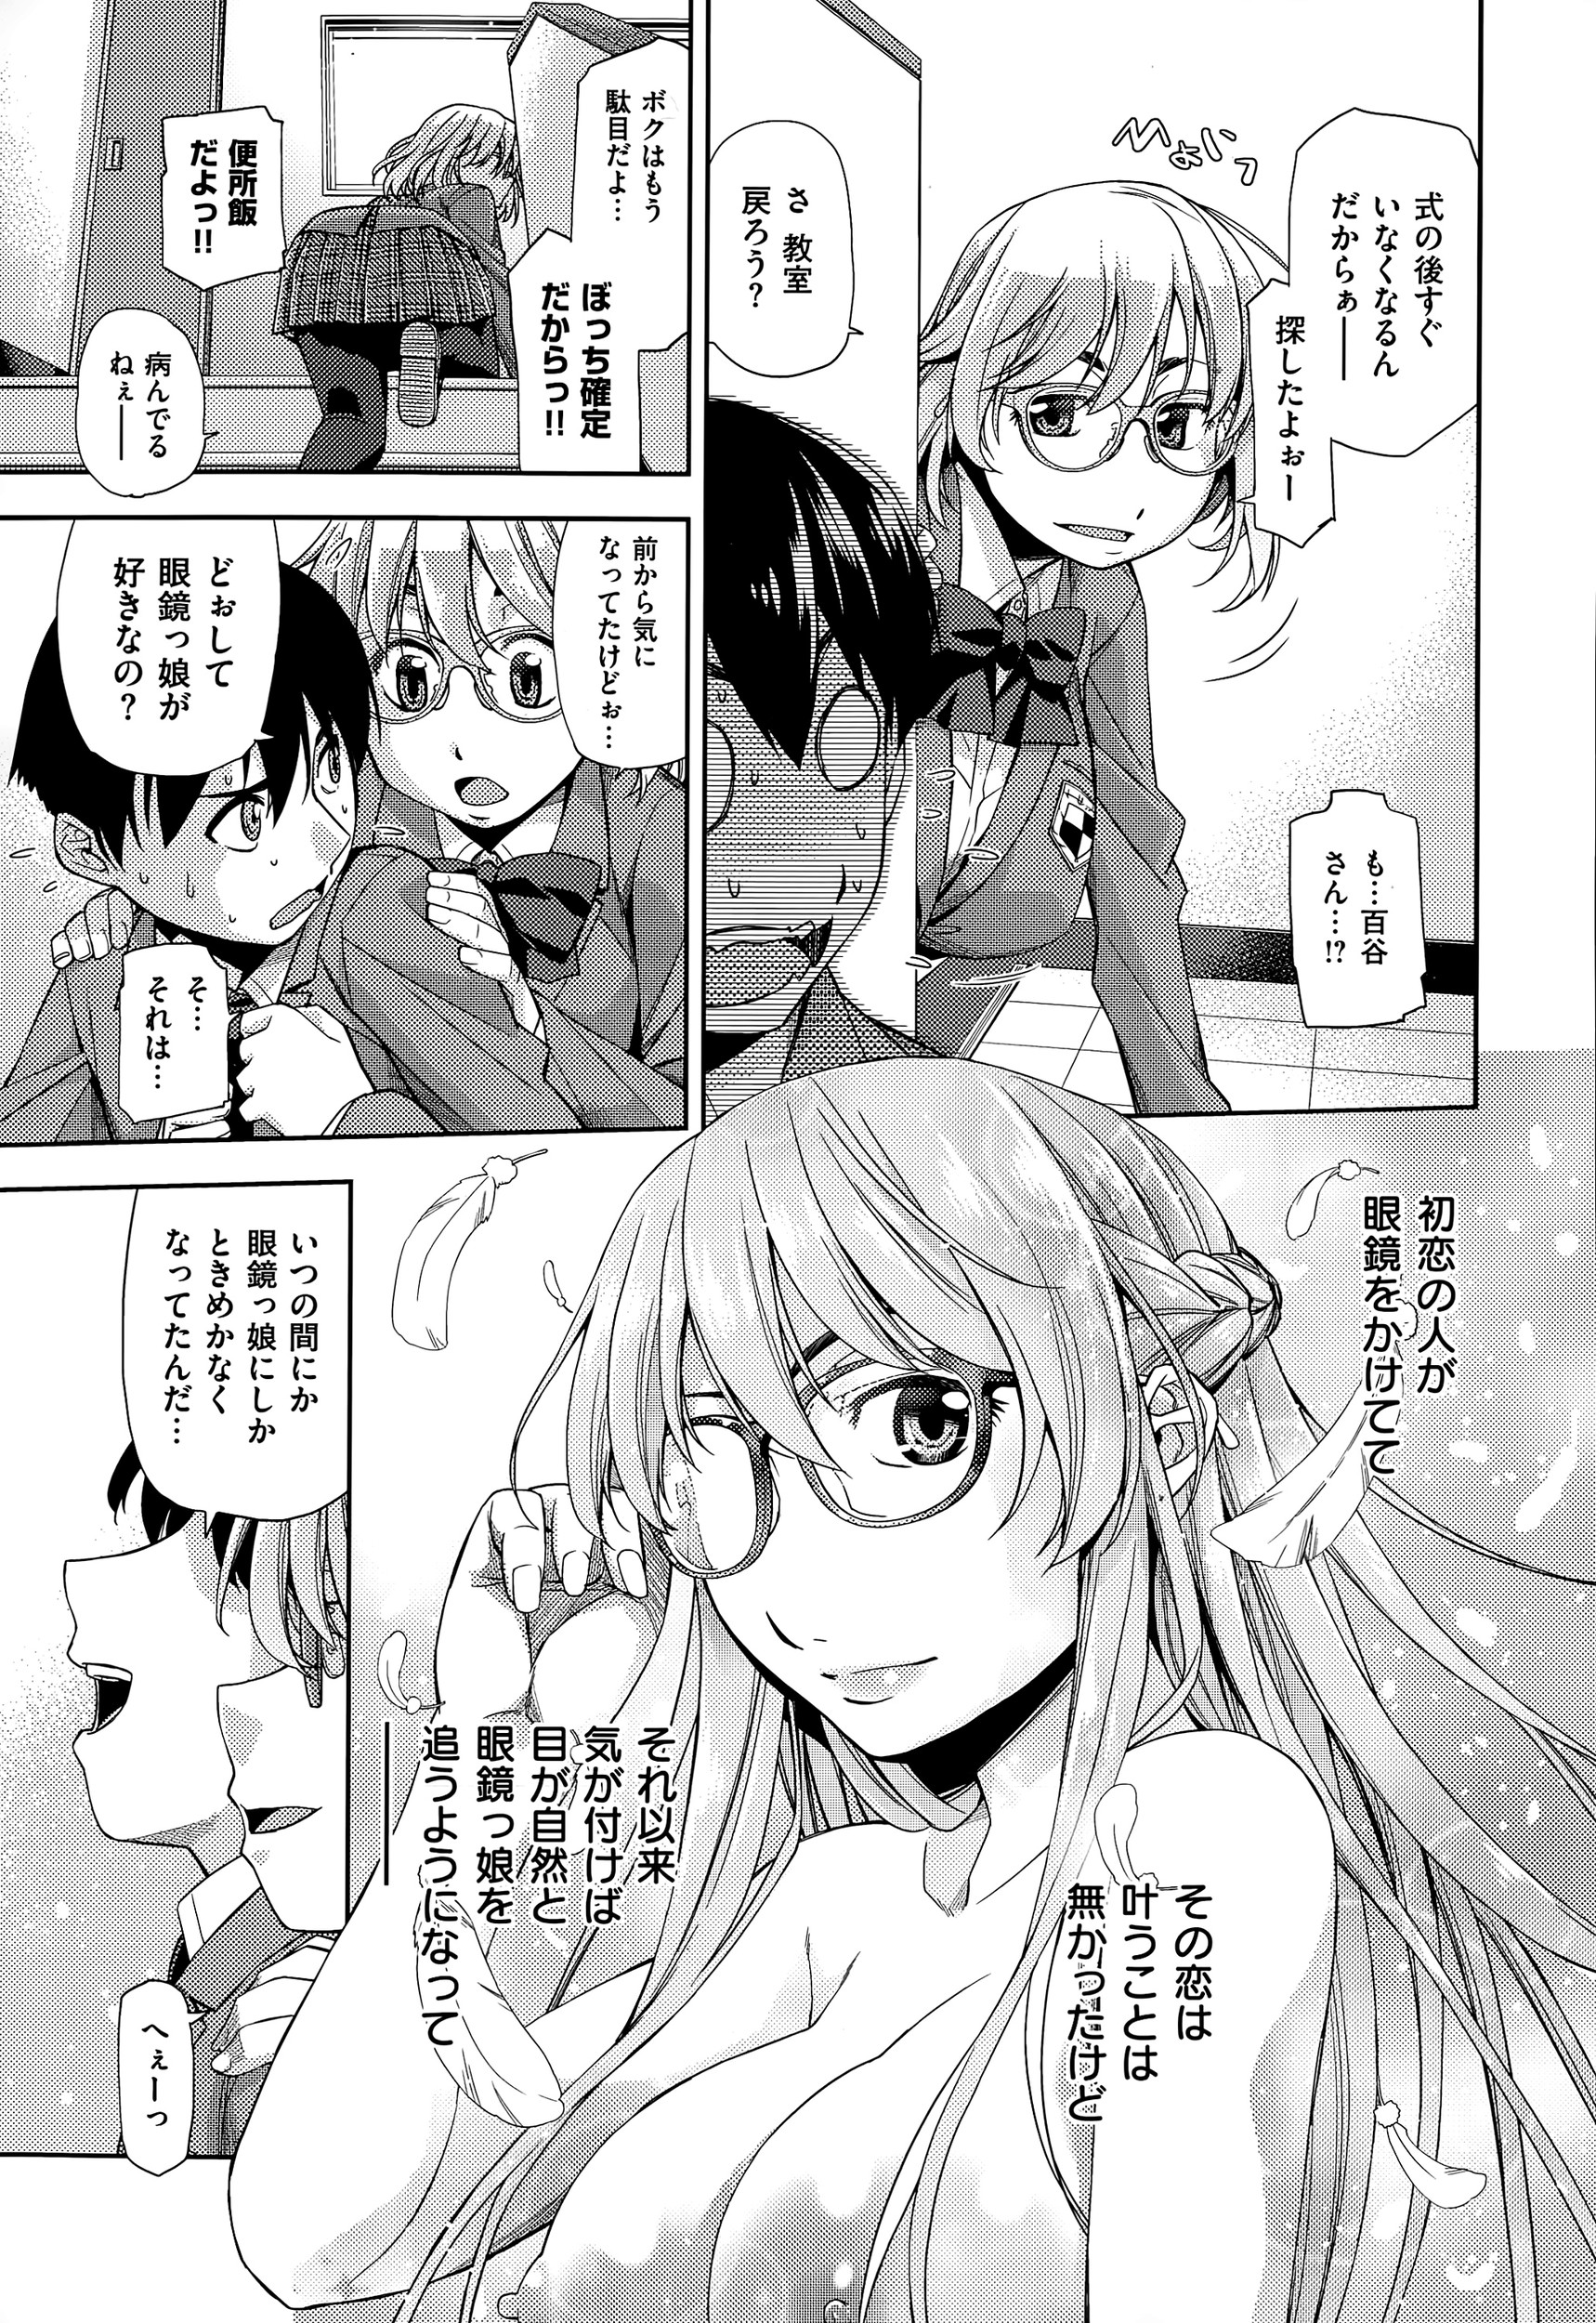 ひょいっ
式の後すぐ
いなくなるん
だからぁ――
探したよぉー
さ 教室
戻ろう?
も…百谷
さん…!?
ボクはもう
駄目だよ…
ぼっち確定
だからっ!!
便所飯
だよっ!!
病んでる
ねぇ――
前から気に
なってたけどぉ…
どぉして
眼鏡っ娘が
好きなの?
そ…
それは…
初恋の人が
眼鏡をかけてて
その恋は
叶うことは
無かったけど
それ以来
気が付けば
目が自然と
眼鏡っ娘を
追うようになって
――
いつの間にか
眼鏡っ娘にしか
ときめかなく
なってたんだ…
へぇーっ